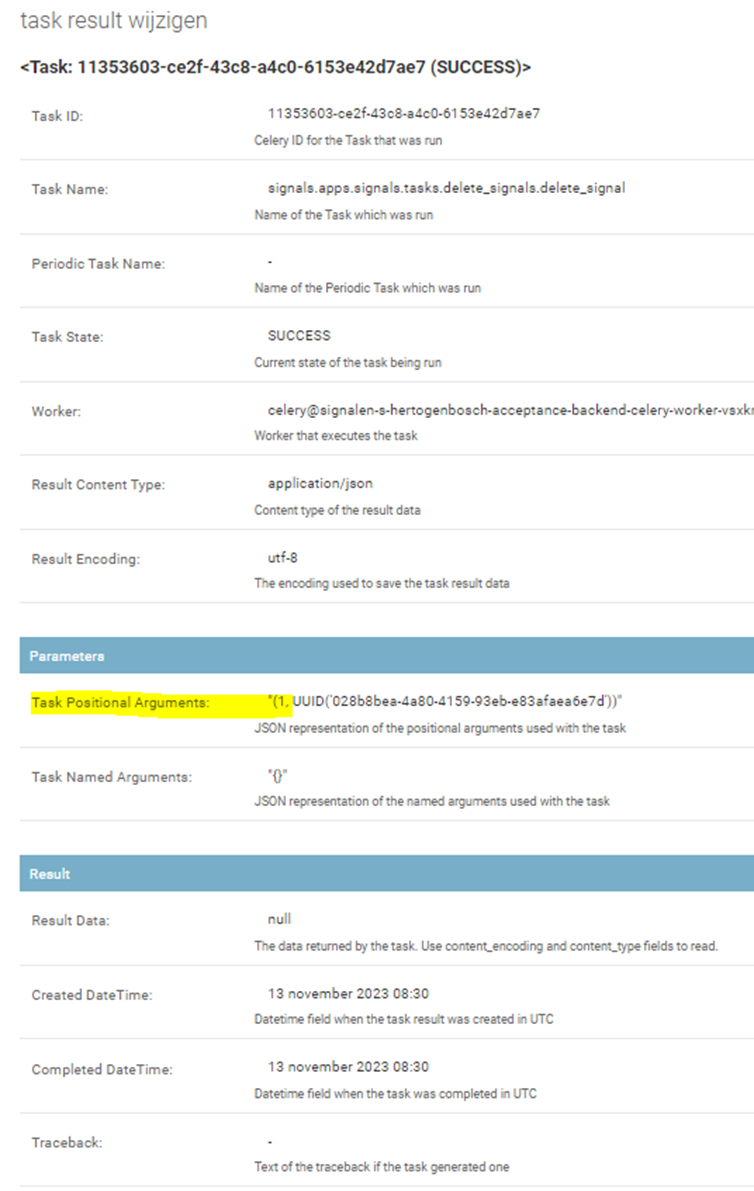 task result wijzigen
<Task: 11353603-ce2f-43c8-a4c0-6153e42d7ae7 (SUCCESS)>
Task ID: 11353603-ce2f-43c8-a4c0-6153e42d7ae7
Celery ID for the Task that was run
Task Name: signals.apps.signals.tasks.delete_signals.delete_signal
Name of the Task which was run
Periodic Task Name: -
Name of the Periodic Task which was run
Task State: SUCCESS
Current state of the task being run
Worker: celery@signalen-s-hertogenbosch-acceptance-backend-celery-worker-vsxkr
Worker that executes the task
Result Content Type: application/json
Content type of the result data
Result Encoding: utf-8
The encoding used to save the task result data
Parameters
Task Positional Arguments: "(1, UUID('028b8bea-4a80-4159-93eb-e83afaea6e7d'))"
JSON representation of the positional arguments used with the task
Task Named Arguments: "{}"
JSON representation of the named arguments used with the task
Result
Result Data: null
The data returned by the task. Use content_encoding and content_type fields to read.
Created DateTime: 13 november 2023 08:30
Datetime field when the task result was created in UTC
Completed DateTime: 13 november 2023 08:30
Datetime field when the task was completed in UTC
Traceback: -
Text of the traceback if the task generated one